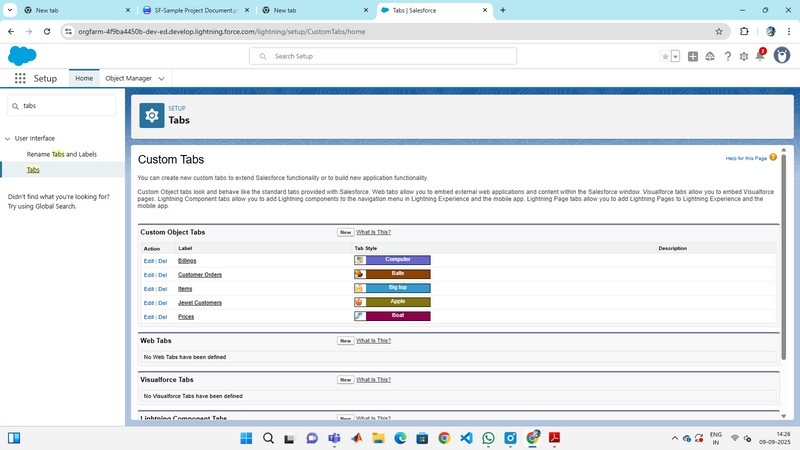 New tab
SF-Sample Project Document.p
New tab
Tabs | Salesforce
orgfarm-4f9ba4450b-dev-ed.develop.lightning.force.com/lightning/setup/CustomTabs/home
Search Setup
2
Setup
Home
Object Manager
tabs
User Interface
Rename Tabs and Labels
Tabs
Didn't find what you're looking for?
Try using Global Search.
SETUP
Tabs
Custom Tabs
Help for this Page
You can create new custom tabs to extend Salesforce functionality or to build new application functionality.
Custom Object tabs look and behave like the standard tabs provided with Salesforce. Web tabs allow you to embed external web applications and content within the Salesforce window. Visualforce tabs allow you to embed Visualforce
pages. Lightning Component tabs allow you to add Lightning components to the navigation menu in Lightning Experience and the mobile app. Lightning Page tabs allow you to add Lightning Pages to Lightning Experience and the
mobile app.
Custom Object Tabs New What Is This?
Action Label Tab Style Description
Edit | Del Billings Computer
Edit | Del Customer Orders Balls
Edit | Del Items Big top
Edit | Del Jewel Customers Apple
Edit | Del Prices Boat
Web Tabs New What Is This?
No Web Tabs have been defined
Visualforce Tabs New What Is This?
No Visualforce Tabs have been defined
Lightning Component Tabs New What Is This?
ENG
IN
14:26
09-09-2025